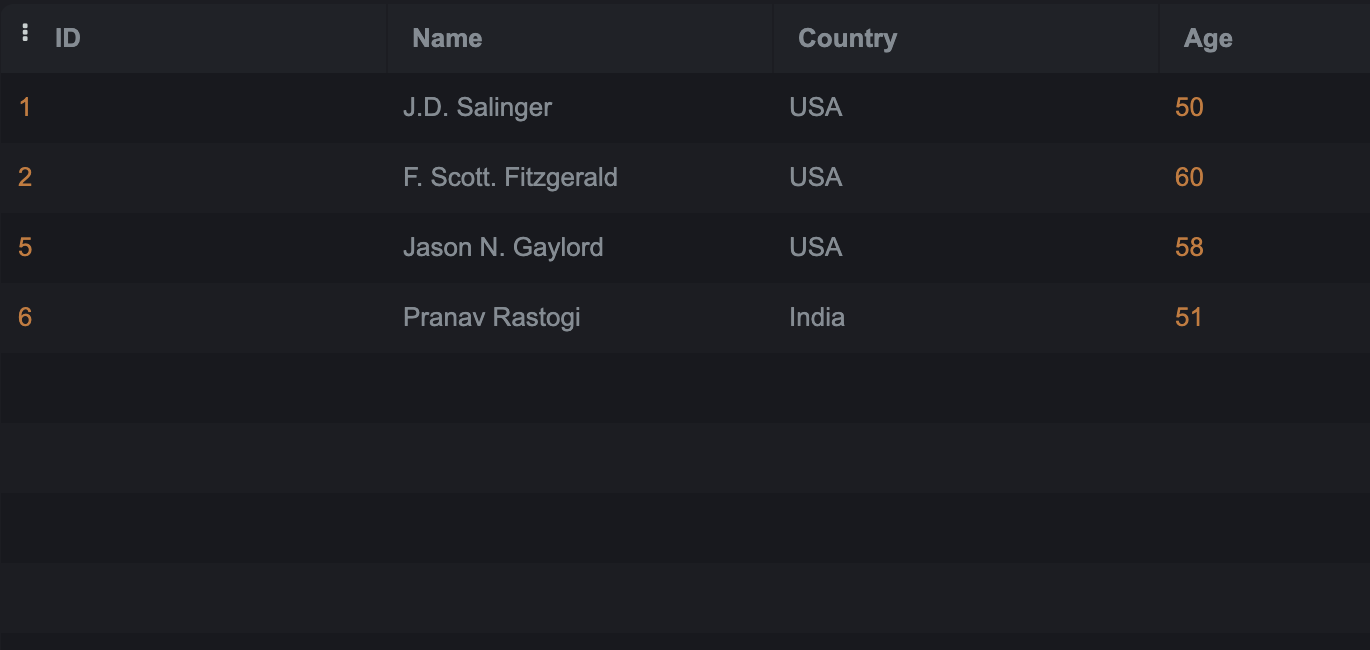 ID Name Country Age
1 J.D. Salinger USA 50
2 F. Scott. Fitzgerald USA 60
5 Jason N. Gaylord USA 58
6 Pranav Rastogi India 51